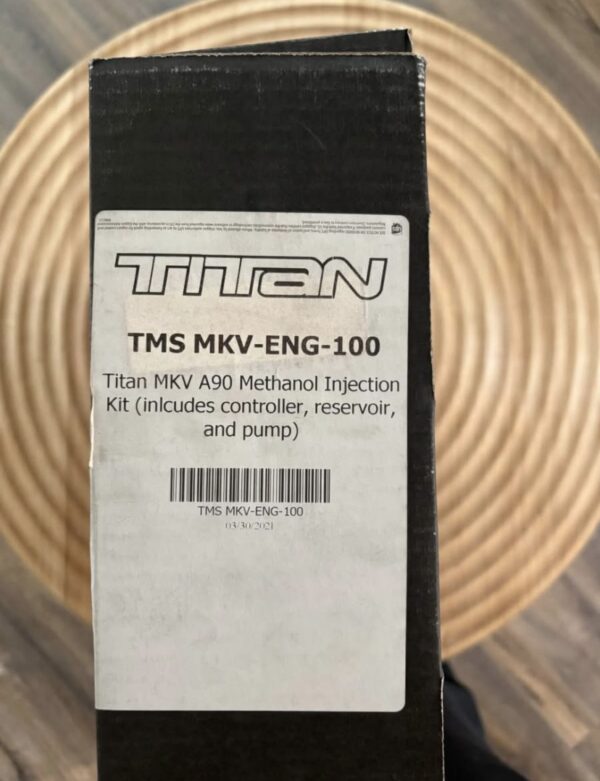 TITAN
TMS MKV-ENG-100
Titan MKV A90 Methanol Injection
Kit (inlcudes controller, reservoir,
and pump)
TMS MKV-ENG-100
03/30/2021